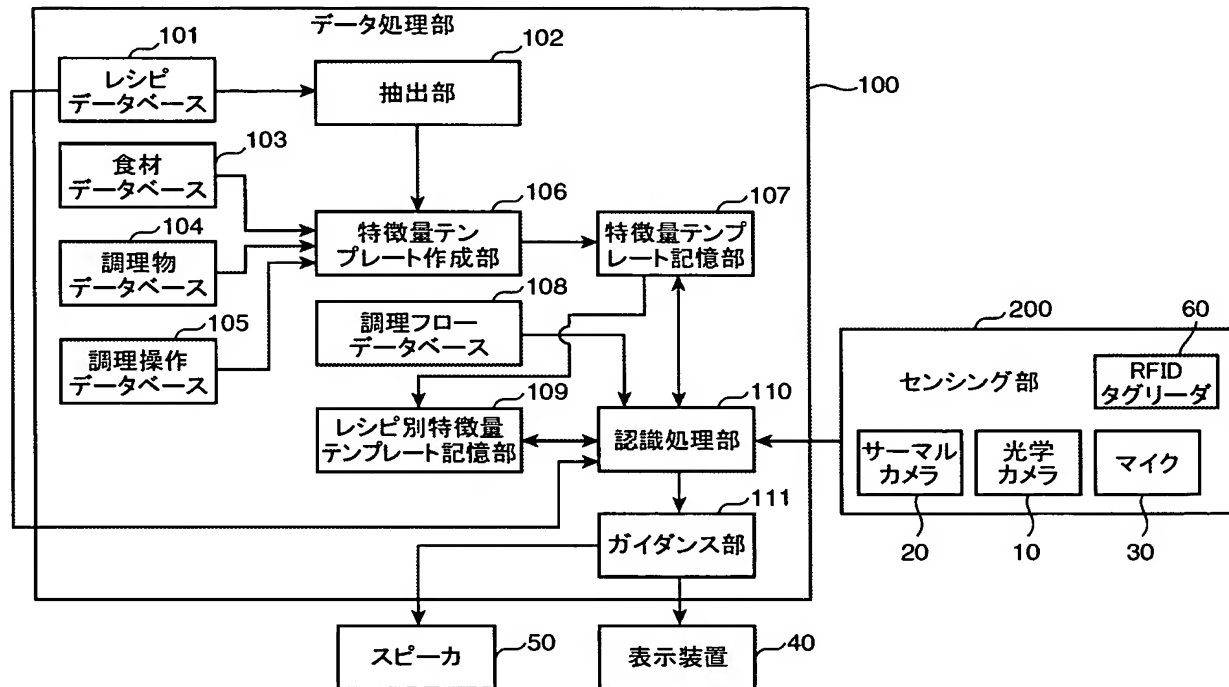 データ処理部
101
102
レシピ
データベース
抽出部
100
103
食材
データベース
106
107
104
特徴量テン
プレート作成部
特徴量テンプ
レート記憶部
調理物
データベース
108
105
調理フロー
データベース
200
60
調理操作
データベース
センシング部
RFID
タグリーダ
109
110
レシピ別特徴量
テンプレート記憶部
認識処理部
サーマル
カメラ
光学
カメラ
マイク
111
ガイダンス部
20
10
30
スピーカ
50
表示装置
40